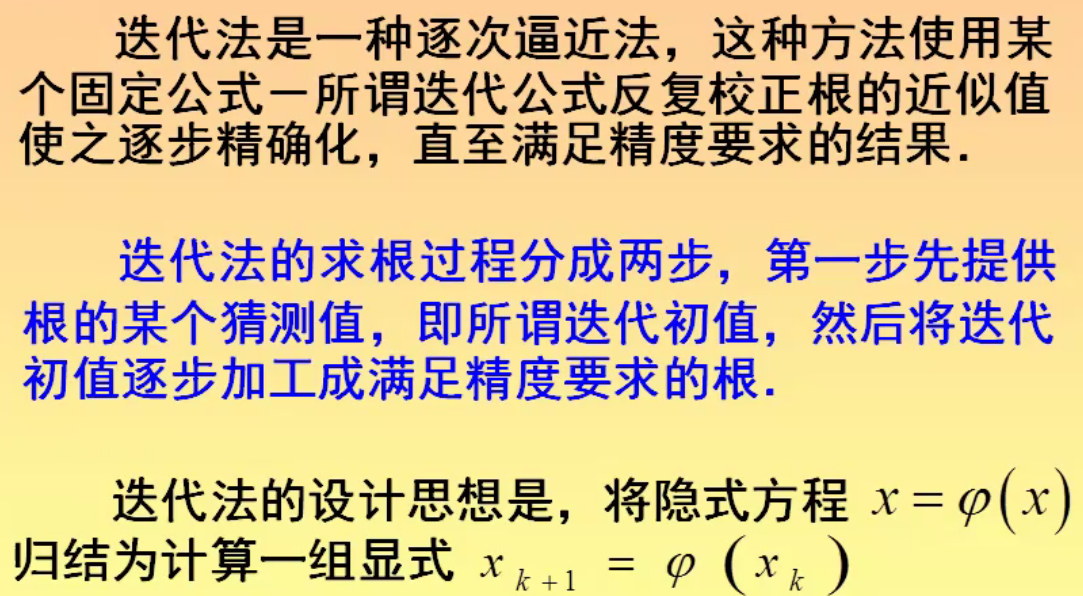 迭代法是一种逐次逼近法，这种方法使用某
个固定公式－所谓迭代公式反复校正根的近似值
使之逐步精确化，直至满足精度要求的结果．
迭代法的求根过程分成两步，第一步先提供
根的某个猜测值，即所谓迭代初值，然后将迭代
初值逐步加工成满足精度要求的根．
迭代法的设计思想是，将隐式方程 x = φ(x)
归结为计算一组显式 x_{k+1} = φ(x_k)